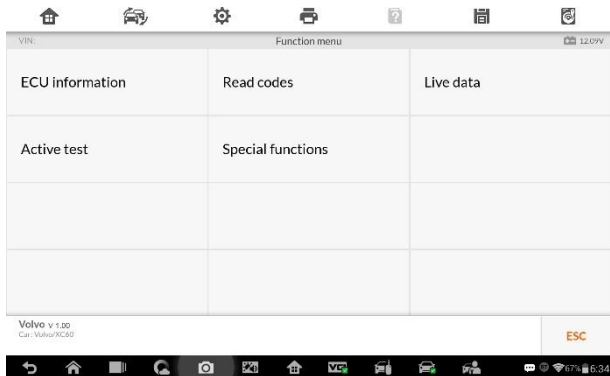 VIN:
Function menu
12.09V
ECU information
Read codes
Live data
Active test
Special functions
Volvo V 1.00
Car: Volvo/XC60
ESC
67% 6:34